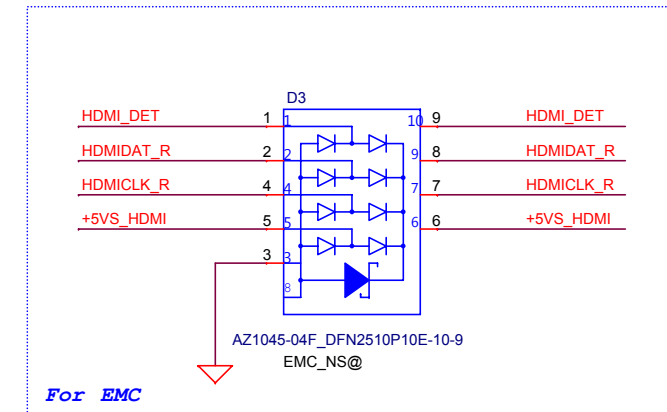 D3
HDMI_DET 1 1 10 9 HDMI_DET
HDMIDAT_R 2 2 9 8 HDMIDAT_R
HDMICLK_R 4 4 7 7 HDMICLK_R
+5VS_HDMI 5 5 6 6 +5VS_HDMI
3 3
8
AZ1045-04F_DFN2510P10E-10-9
EMC_NS@
For EMC